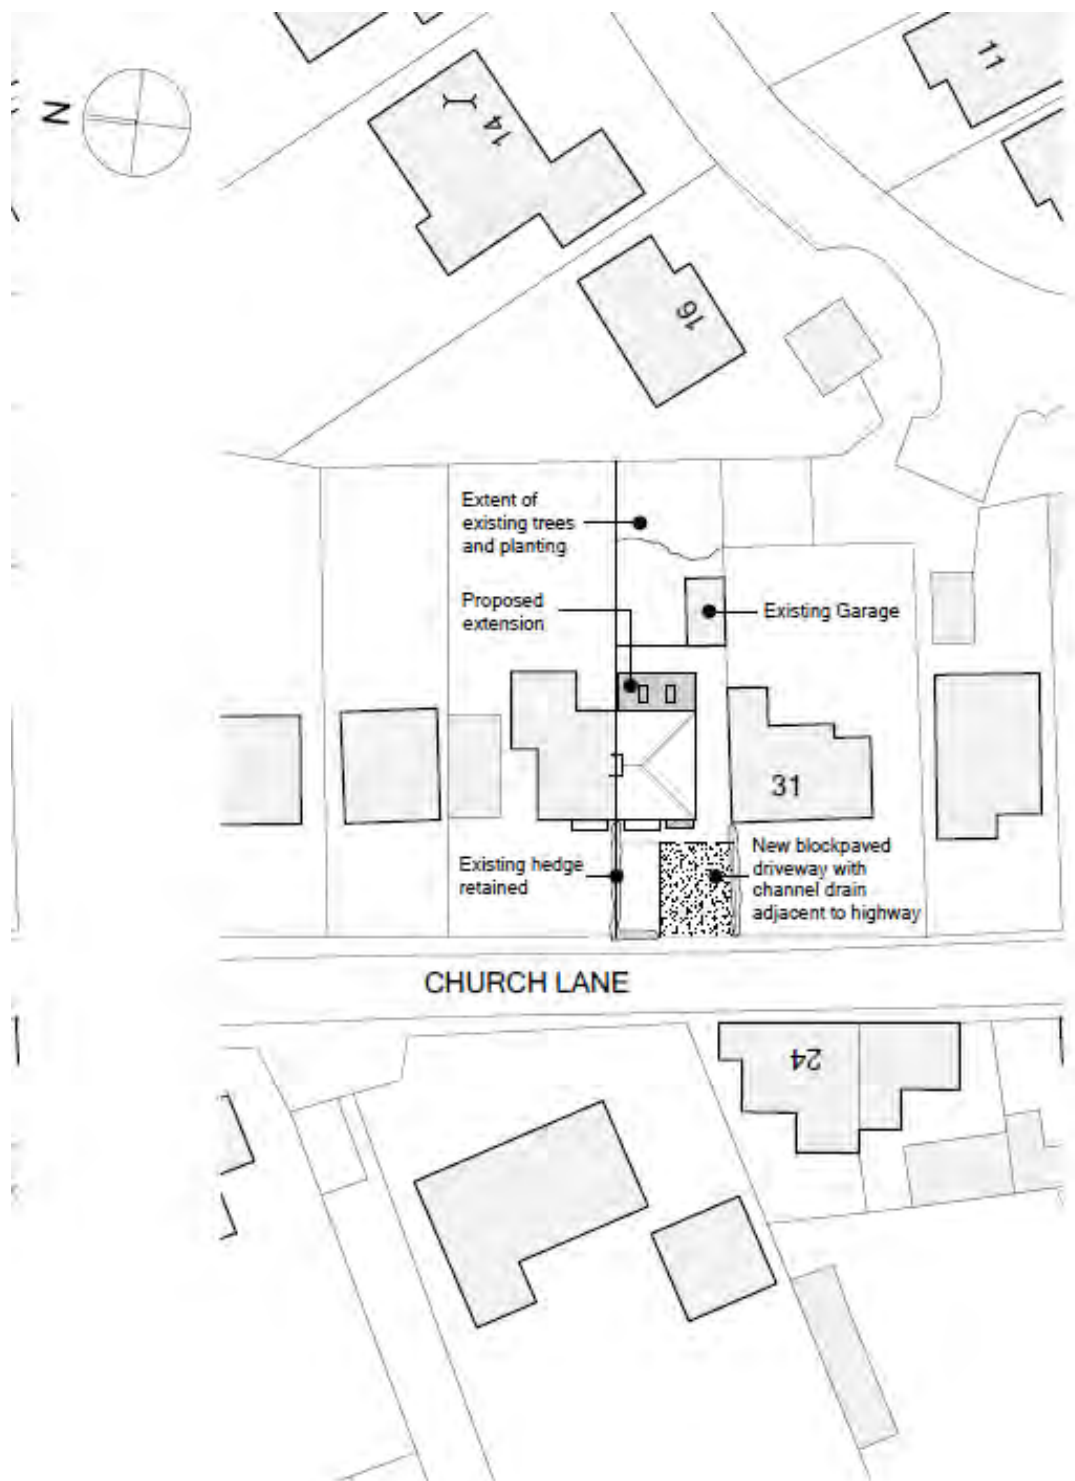 N
11
14
16
Extent of
existing trees
and planting
Proposed
extension
Existing Garage
31
Existing hedge
retained
New blockpaved
driveway with
channel drain
adjacent to highway
CHURCH LANE
24